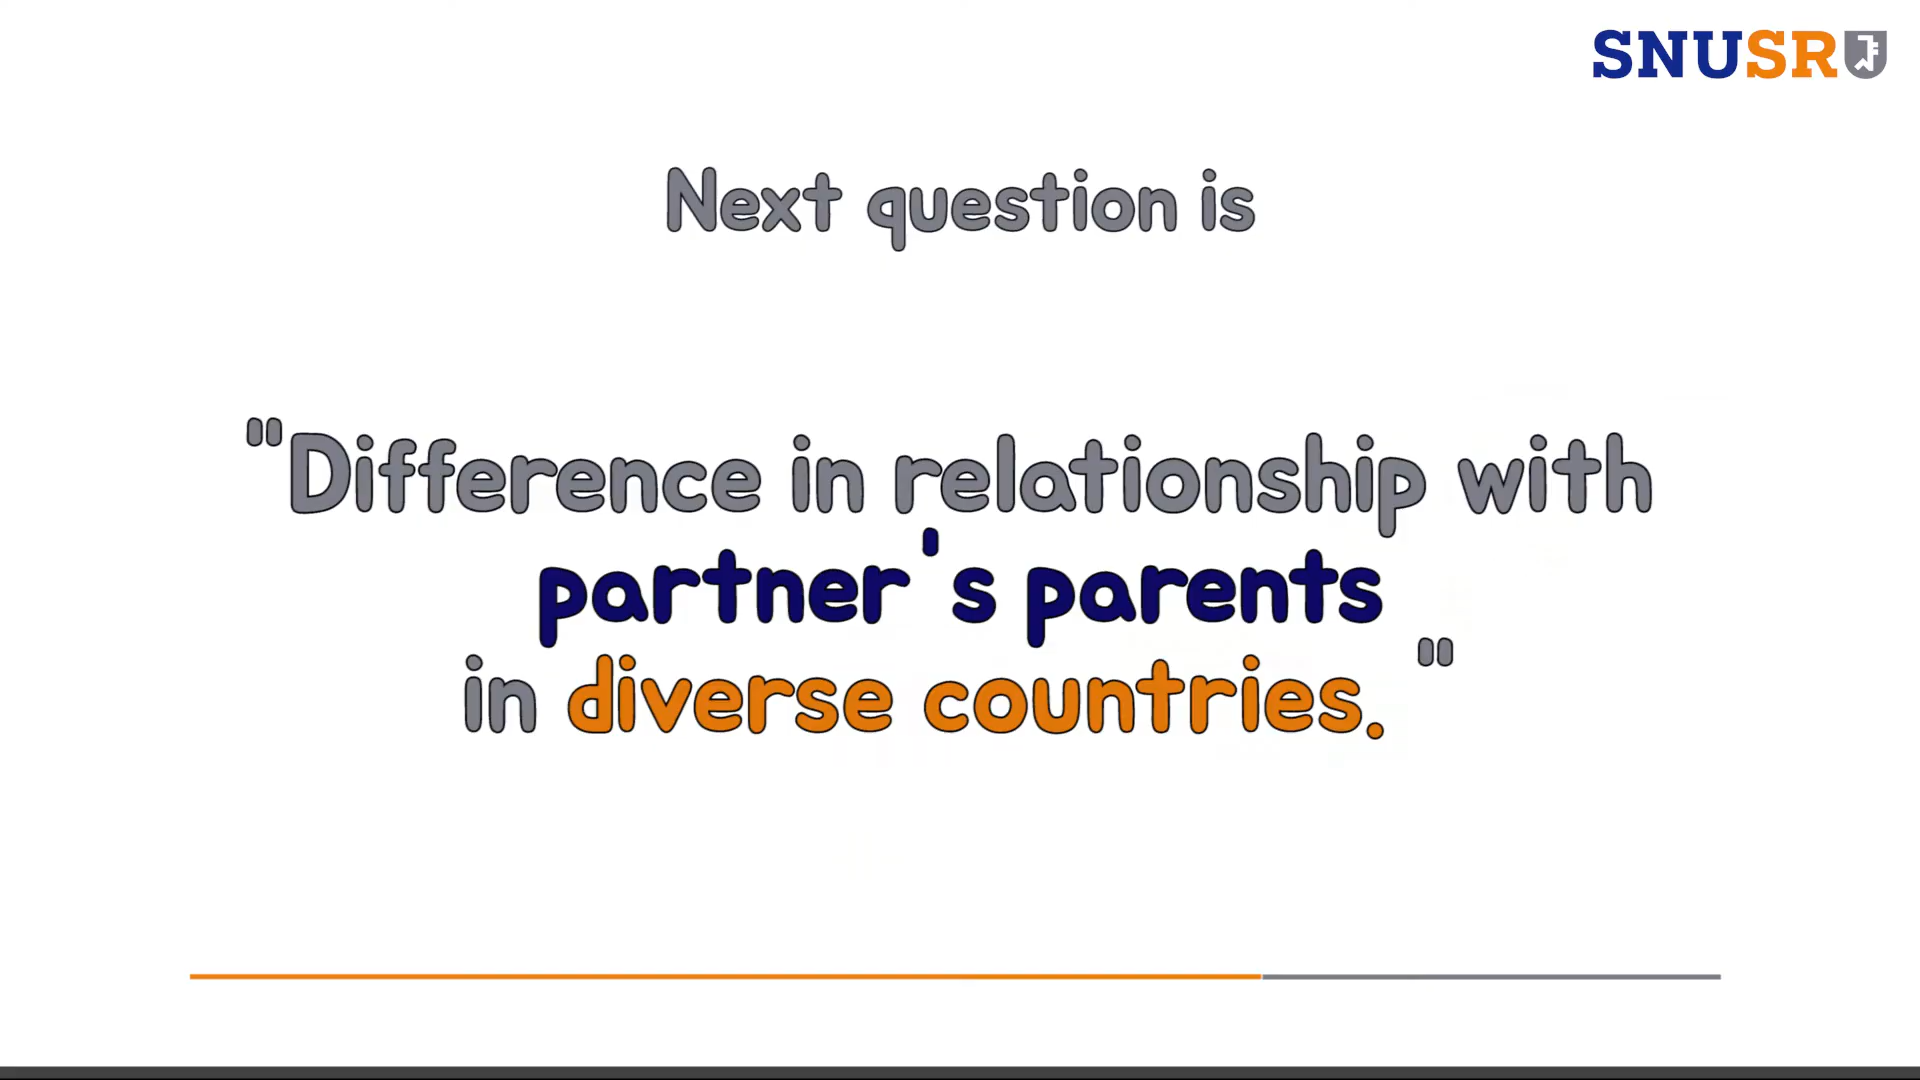 SNUSR
Next question is
"Difference in relationship with
partner's parents
in diverse countries."